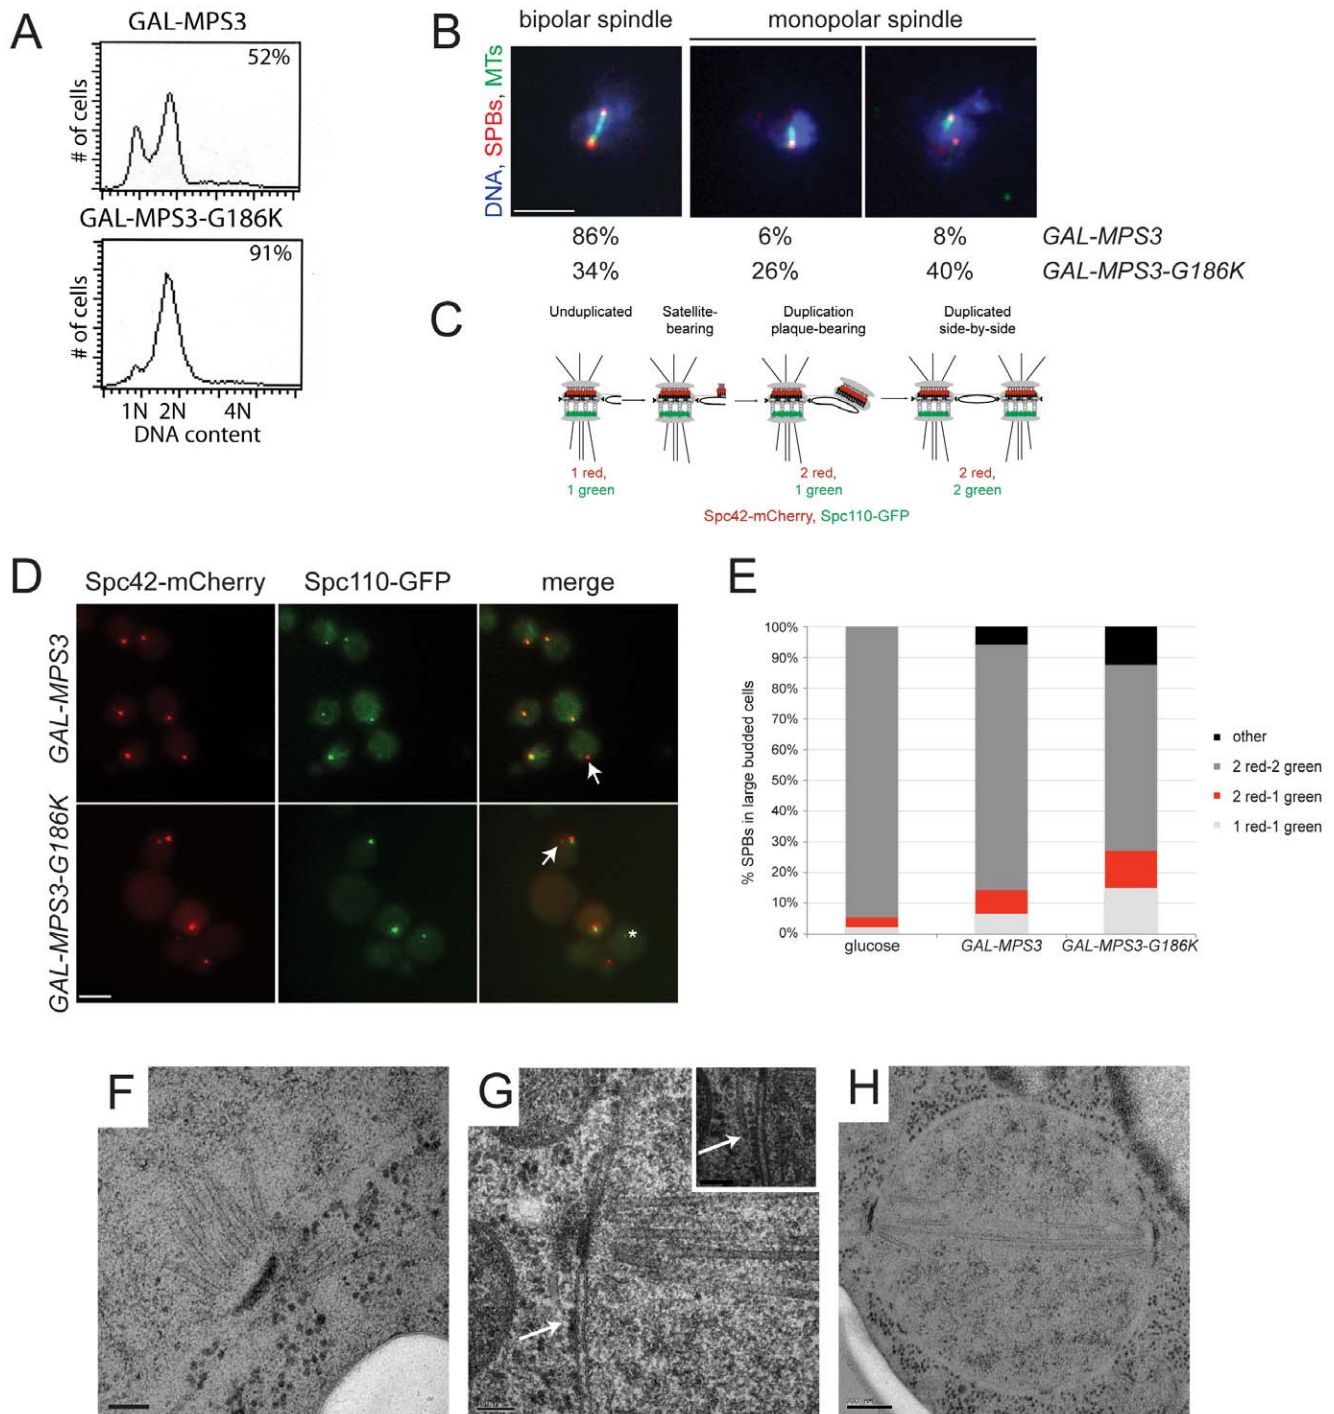 A
GAL-MPS3
52%
# of cells
GAL-MPS3-G186K
91%
# of cells
1N 2N 4N
DNA content
B
bipolar spindle monopolar spindle
DNA, SPBs, MTs
86% 6% 8% GAL-MPS3
34% 26% 40% GAL-MPS3-G186K
C
Unduplicated
Satellite-
bearing
Duplication
plaque-bearing
Duplicated
side-by-side
1 red,
1 green
2 red,
1 green
2 red,
2 green
Spc42-mCherry, Spc110-GFP
D
Spc42-mCherry Spc110-GFP merge
GAL-MPS3
GAL-MPS3-G186K
*
E
% SPBs in large budded cells
100%
90%
80%
70%
60%
50%
40%
30%
20%
10%
0%
glucose GAL-MPS3 GAL-MPS3-G186K
other
2 red-2 green
2 red-1 green
1 red-1 green
F
G
H